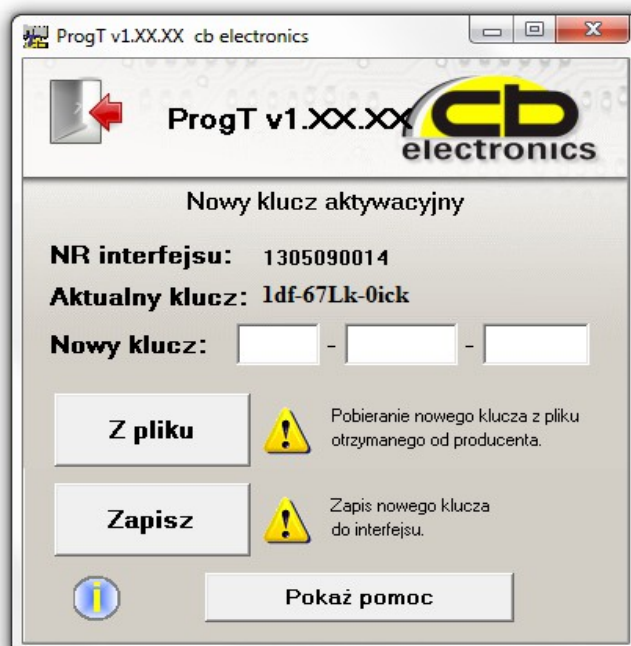 ProgT v1.XX.XX cb electronics
ProgT v1.XX.XX
cb
electronics
Nowy klucz aktywacyjny
NR interfejsu: 1305090014
Aktualny klucz: 1df-67Lk-0ick
Nowy klucz: - -
Z pliku
Pobieranie nowego klucza z pliku
otrzymanego od producenta.
Zapisz
Zapis nowego klucza
do interfejsu.
Pokaż pomoc